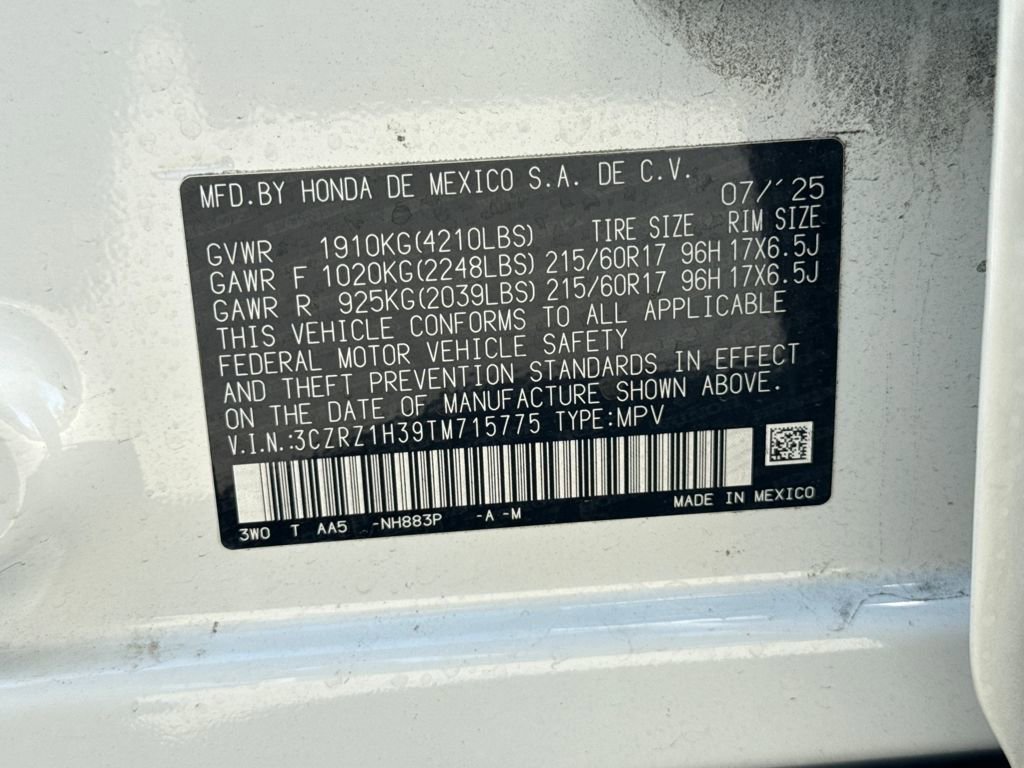 MFD.BY HONDA DE MEXICO S.A. DE C.V. 07/'25
TIRE SIZE RIM SIZE
GVWR 1910KG(4210LBS)
GAWR F 1020KG(2248LBS) 215/60R17 96H 17X6.5J
GAWR R 925KG(2039LBS) 215/60R17 96H 17X6.5J
THIS VEHICLE CONFORMS TO ALL APPLICABLE
FEDERAL MOTOR VEHICLE SAFETY
AND THEFT PREVENTION STANDARDS IN EFFECT
ON THE DATE OF MANUFACTURE SHOWN ABOVE.
V.I.N.:3CZRZ1H39TM715775 TYPE:MPV
3WO T AA5 -NH883P -A -M MADE IN MEXICO